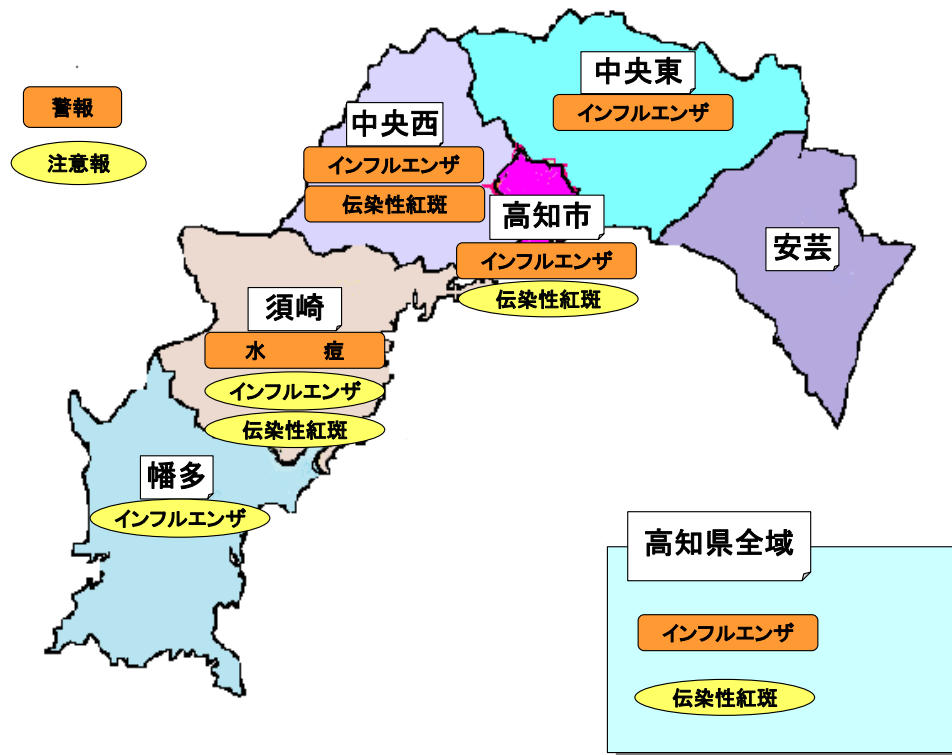 警報
注意報
中央東
インフルエンザ
中央西
インフルエンザ
伝染性紅斑
高知市
インフルエンザ
伝染性紅斑
安芸
須崎
水 痘
インフルエンザ
伝染性紅斑
幡多
インフルエンザ
高知県全域
インフルエンザ
伝染性紅斑